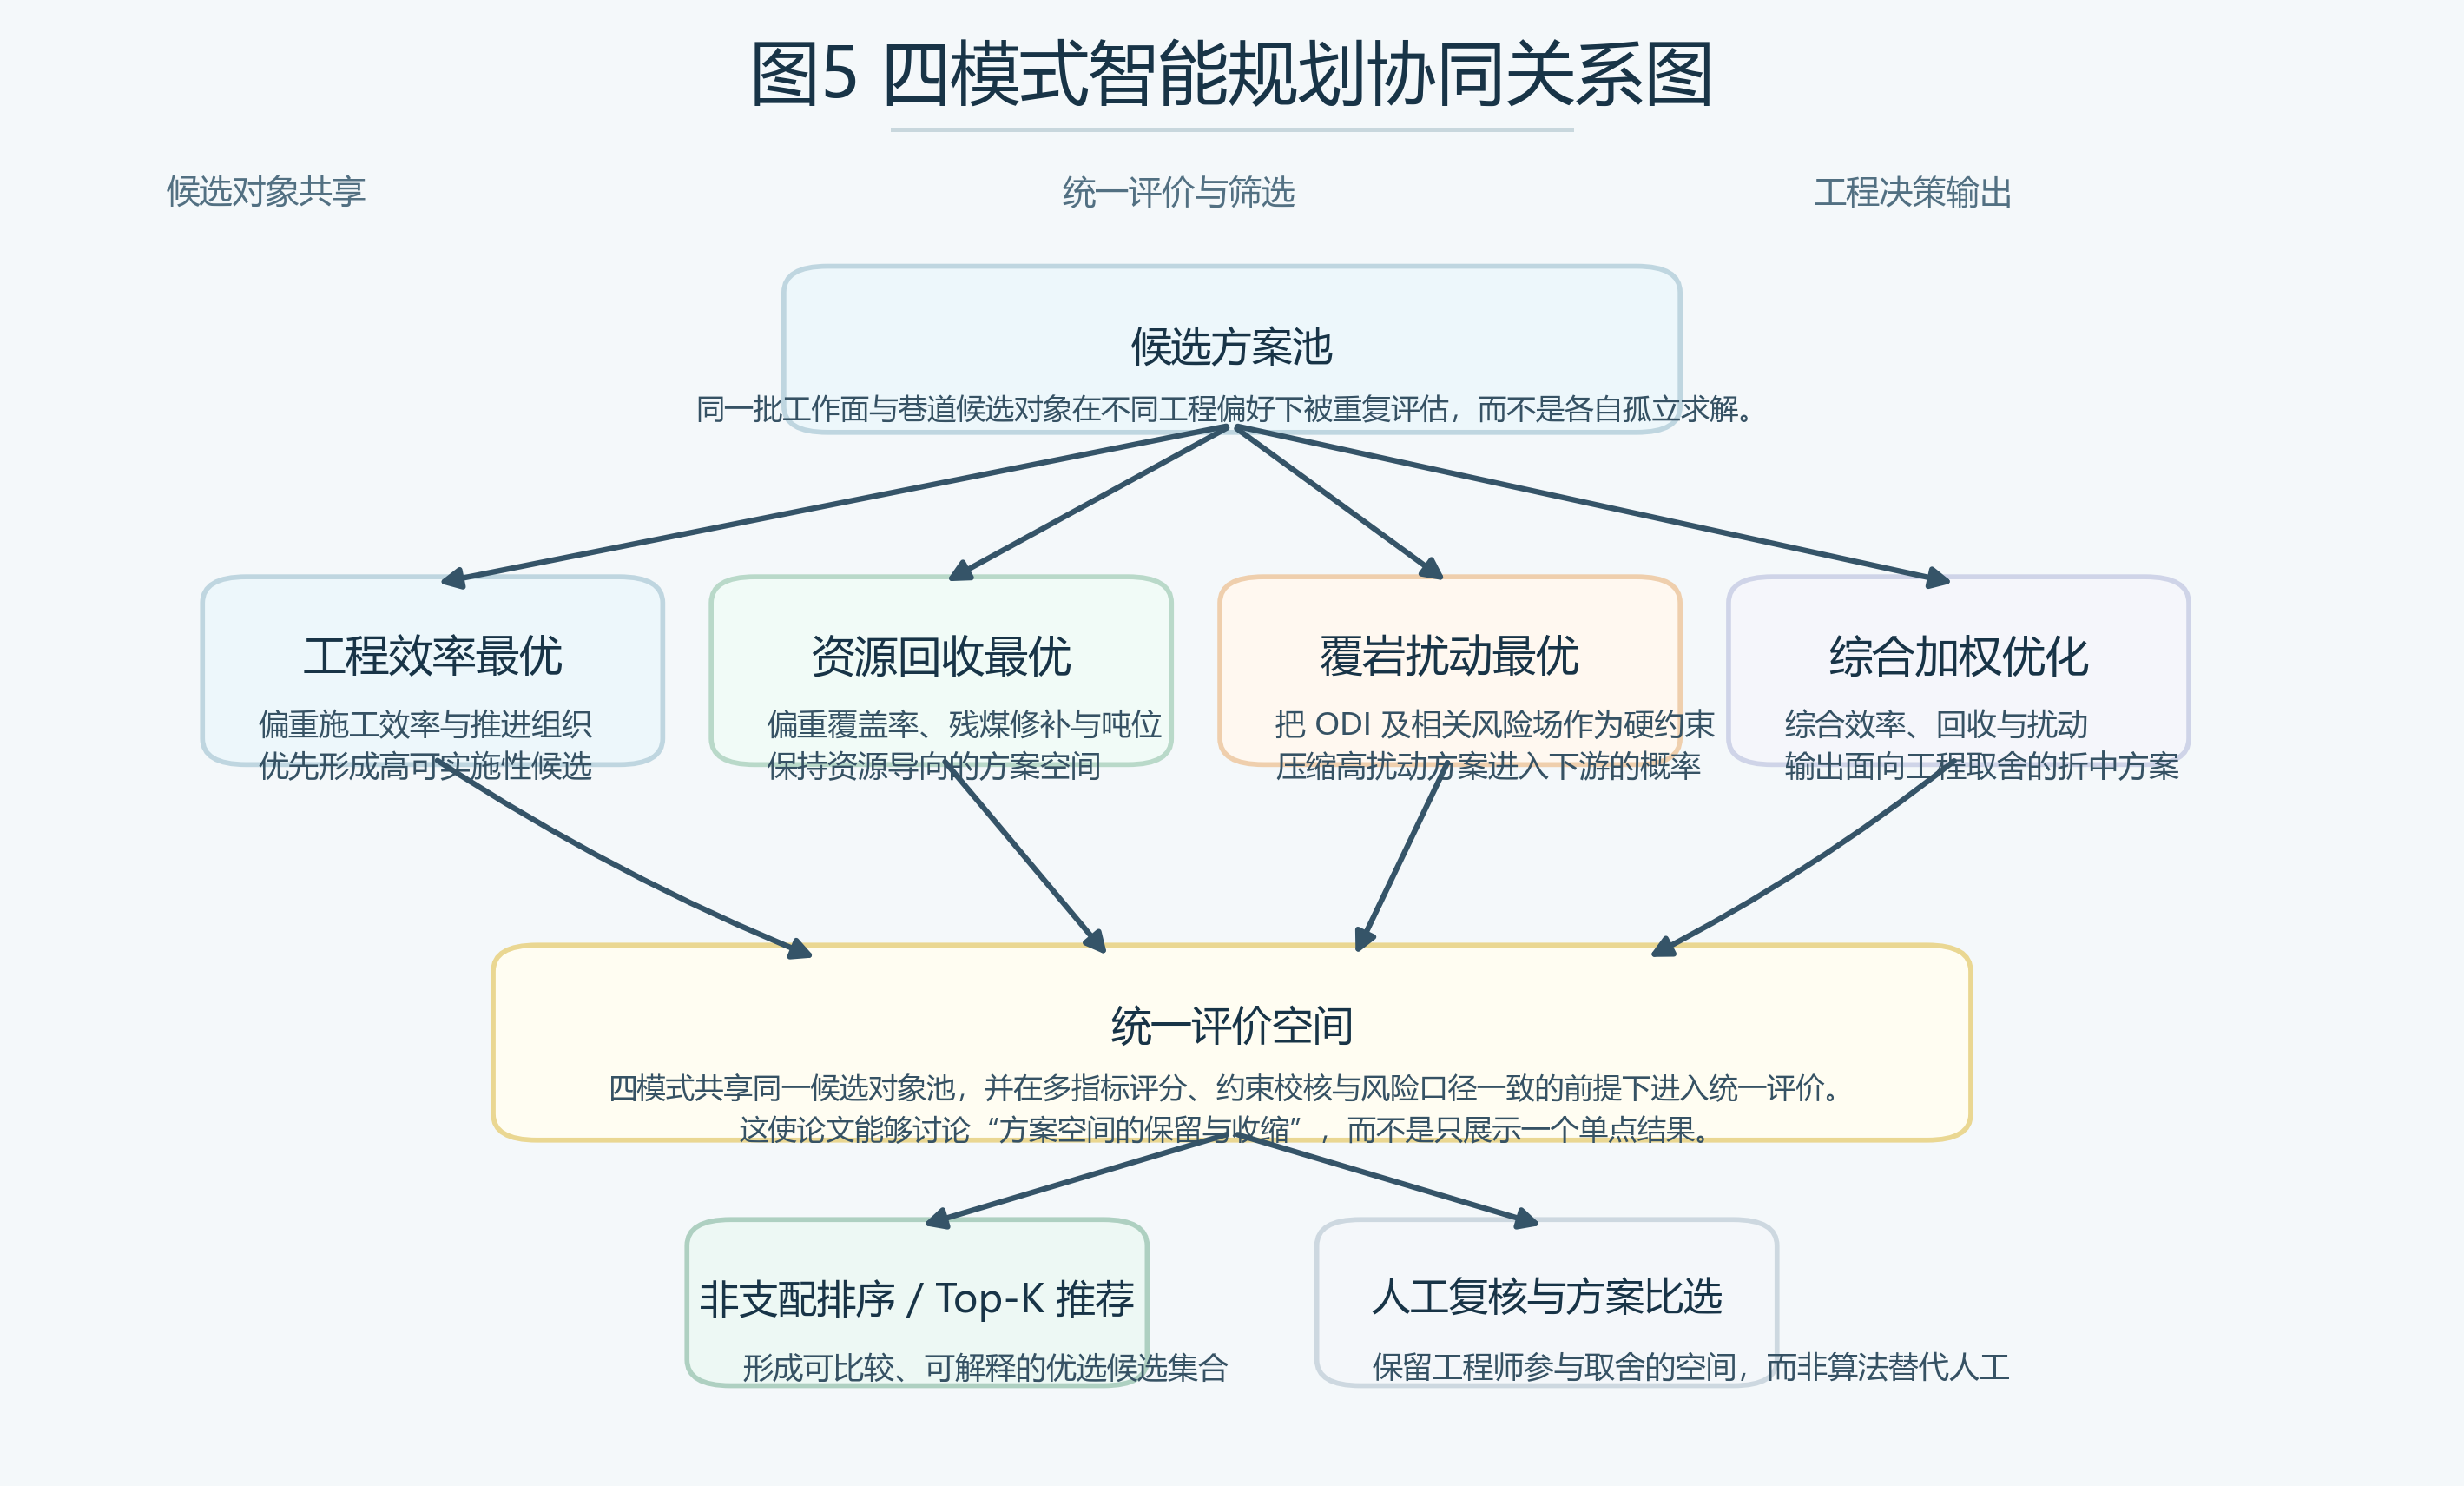 图5 四模式智能规划协同关系图
候选对象共享
统一评价与筛选
工程决策输出
候选方案池
同一批工作面与巷道候选对象在不同工程偏好下被重复评估，而不是各自孤立求解。
工程效率最优
偏重施工效率与推进组织
优先形成高可实施性候选
资源回收最优
偏重覆盖率、残煤修补与吨位
保持资源导向的方案空间
覆岩扰动最优
把 ODI 及相关风险场作为硬约束
压缩高扰动方案进入下游的概率
综合加权优化
综合效率、回收与扰动
输出面向工程取舍的折中方案
统一评价空间
四模式共享同一候选对象池，并在多指标评分、约束校核与风险口径一致的前提下进入统一评价。
这使论文能够讨论“方案空间的保留与收缩”，而不是只展示一个单点结果。
非支配排序 / Top-K 推荐
形成可比较、可解释的优选候选集合
人工复核与方案比选
保留工程师参与取舍的空间，而非算法替代人工